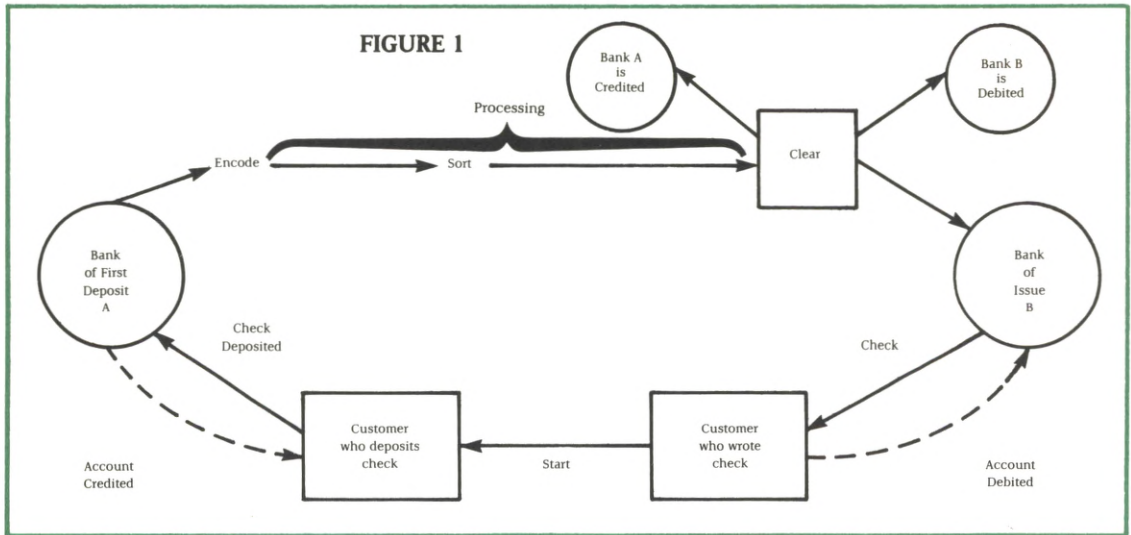 FIGURE 1
Bank A
is
Credited
Bank B
is
Debited
Processing
Encode
Sort
Clear
Bank
of First
Deposit
A
Bank
of
Issue
B
Check
Deposited
Check
Customer
who deposits
check
Start
Customer
who wrote
check
Account
Credited
Account
Debited